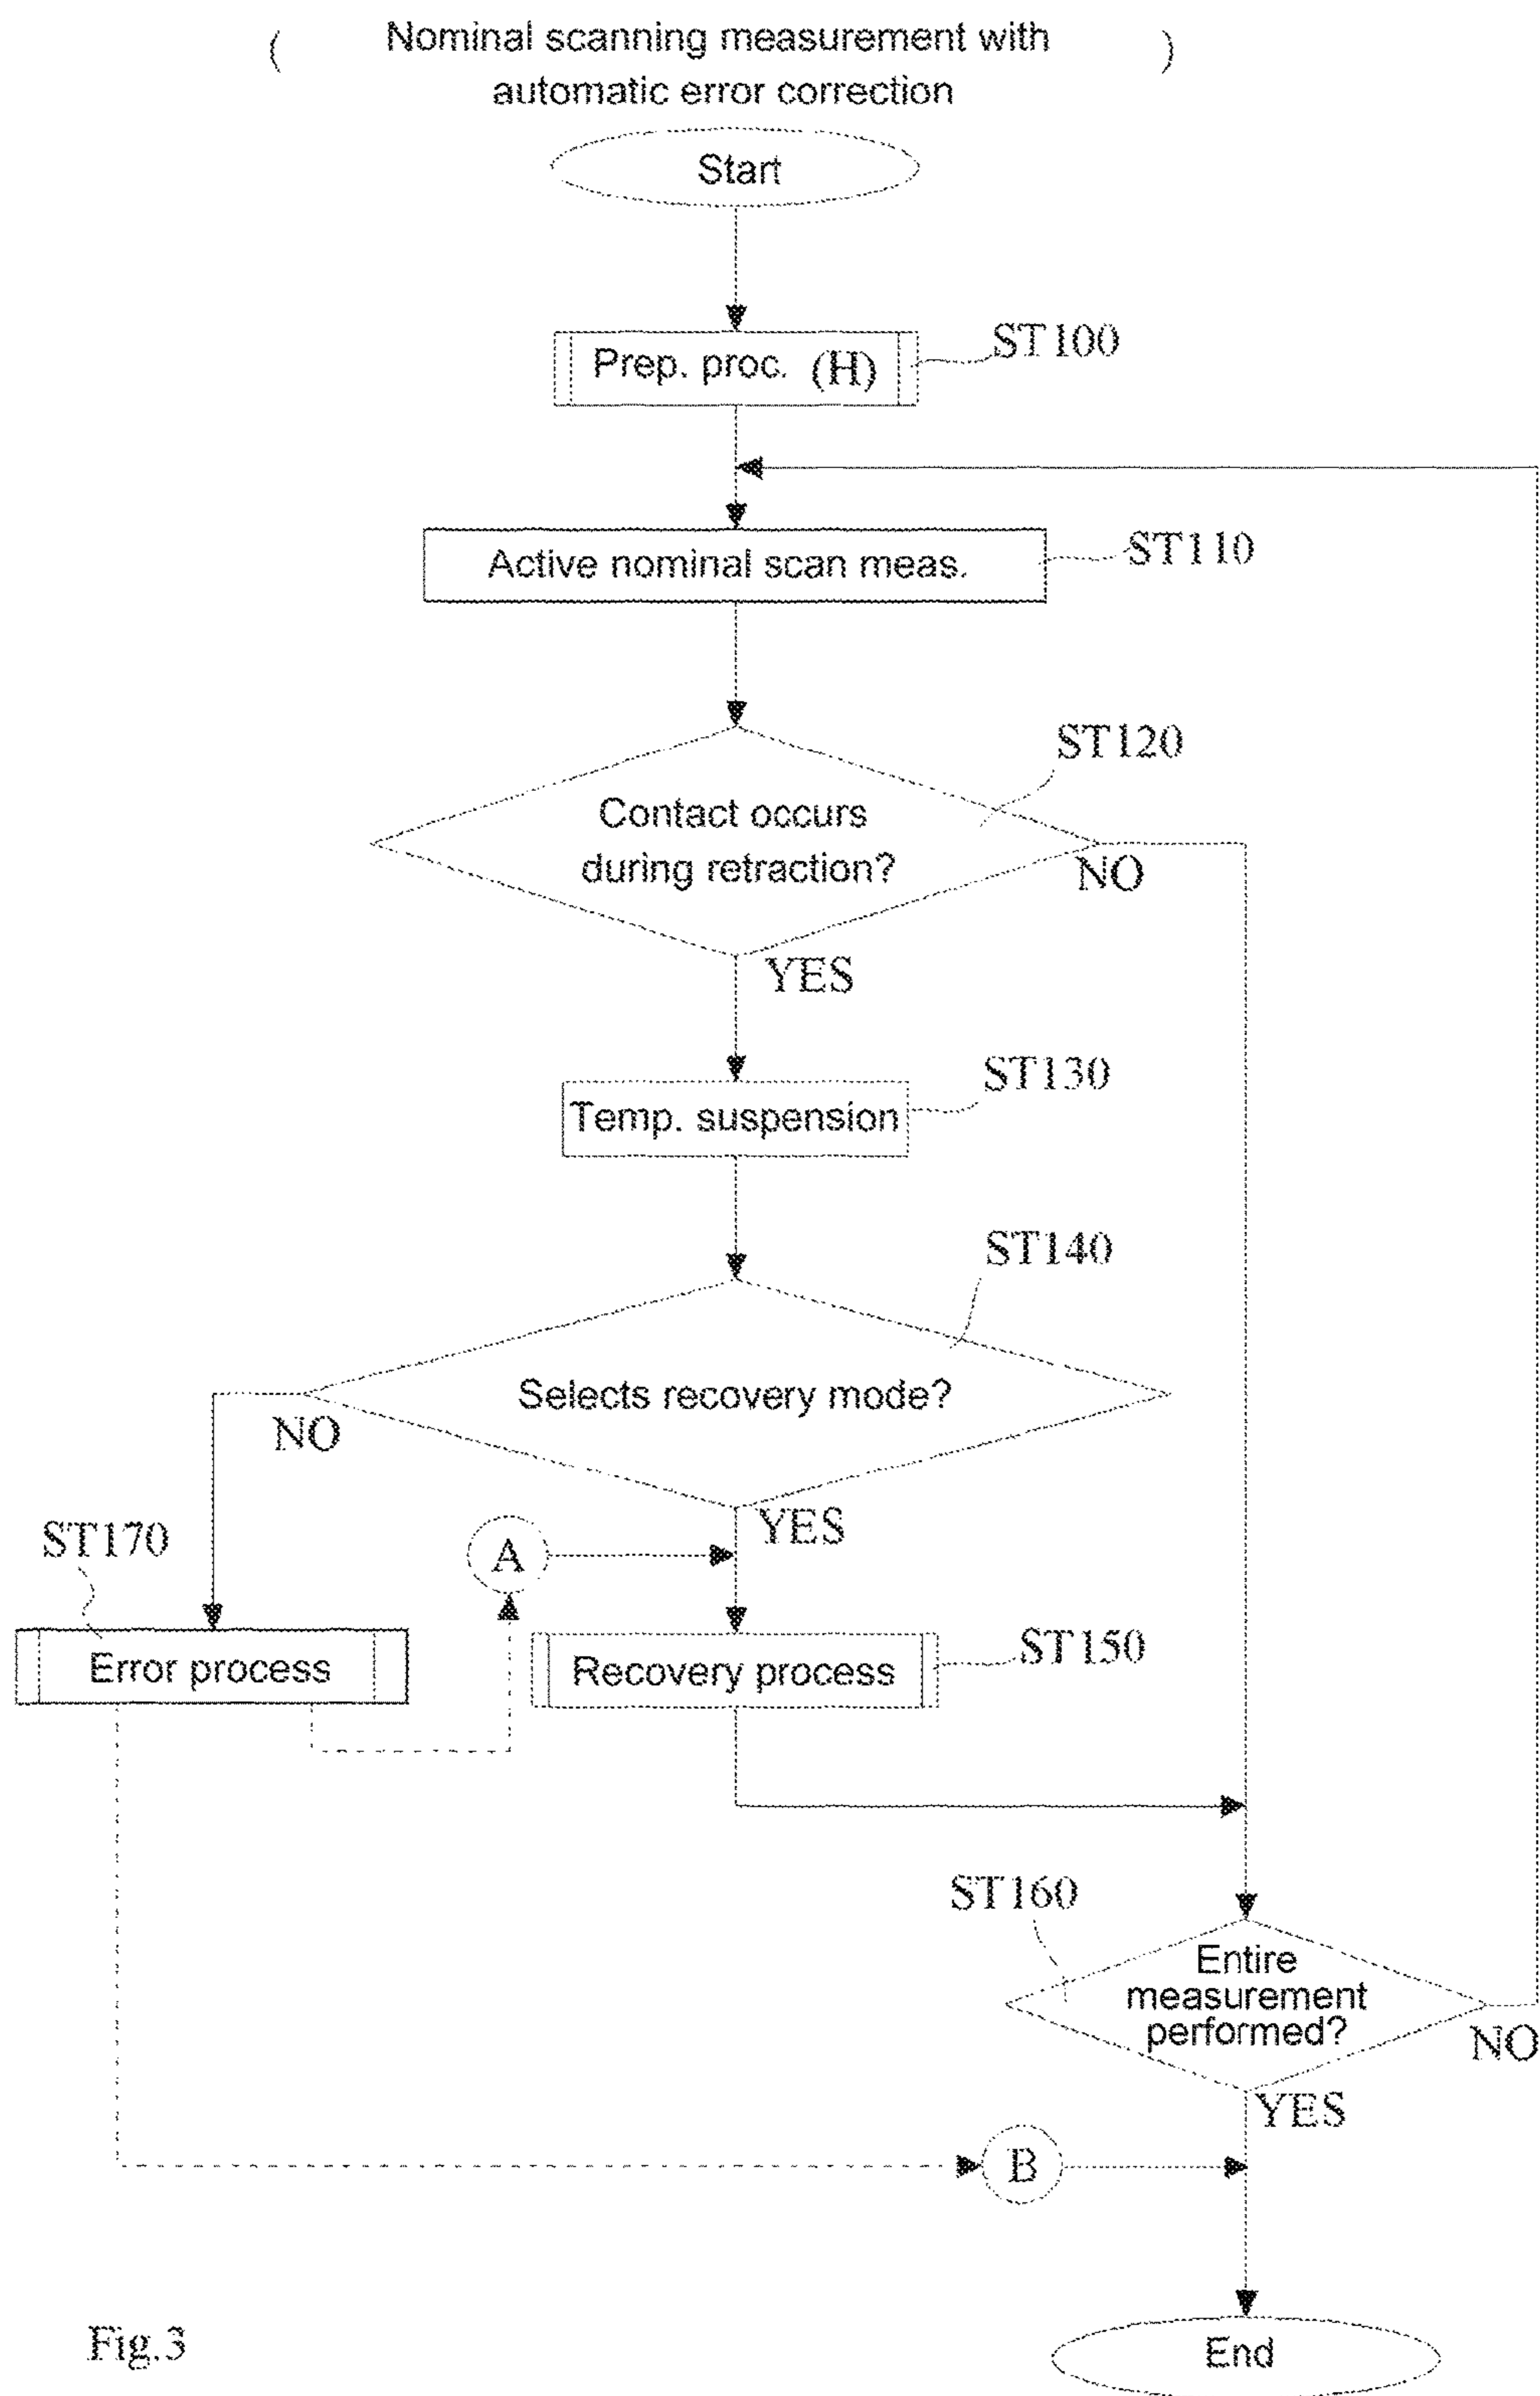 ( Nominal scanning measurement with )
automatic error correction
Start
Prep. proc. (H)
ST100
Active nominal scan meas.
ST110
ST120
Contact occurs
during retraction?
NO
YES
ST130
Temp. suspension
ST140
Selects recovery mode?
NO
YES
ST170
A
Error process
Recovery process
ST150
ST160
Entire
measurement
performed?
NO
YES
B
End
Fig.3